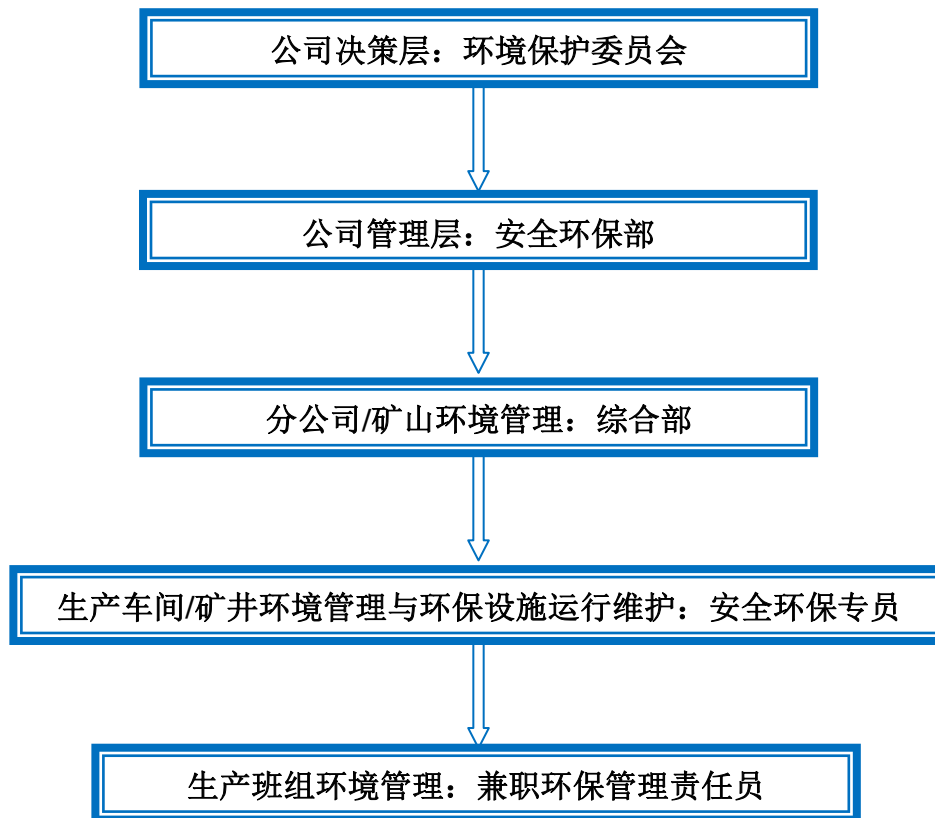 公司决策层：环境保护委员会
公司管理层：安全环保部
分公司/矿山环境管理：综合部
生产车间/矿井环境管理与环保设施运行维护：安全环保专员
生产班组环境管理：兼职环保管理责任员